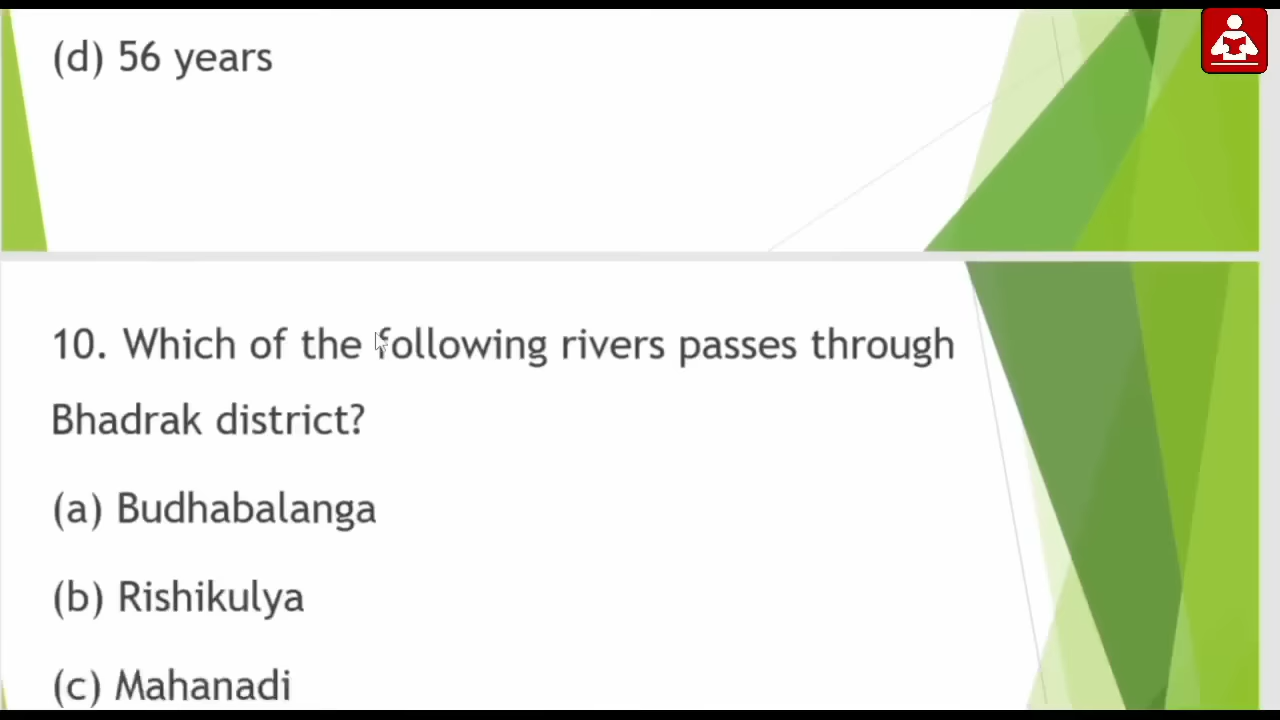 (d) 56 years
10. Which of the following rivers passes through
Bhadrak district?
(a) Budhabalanga
(b) Rishikulya
(c) Mahanadi